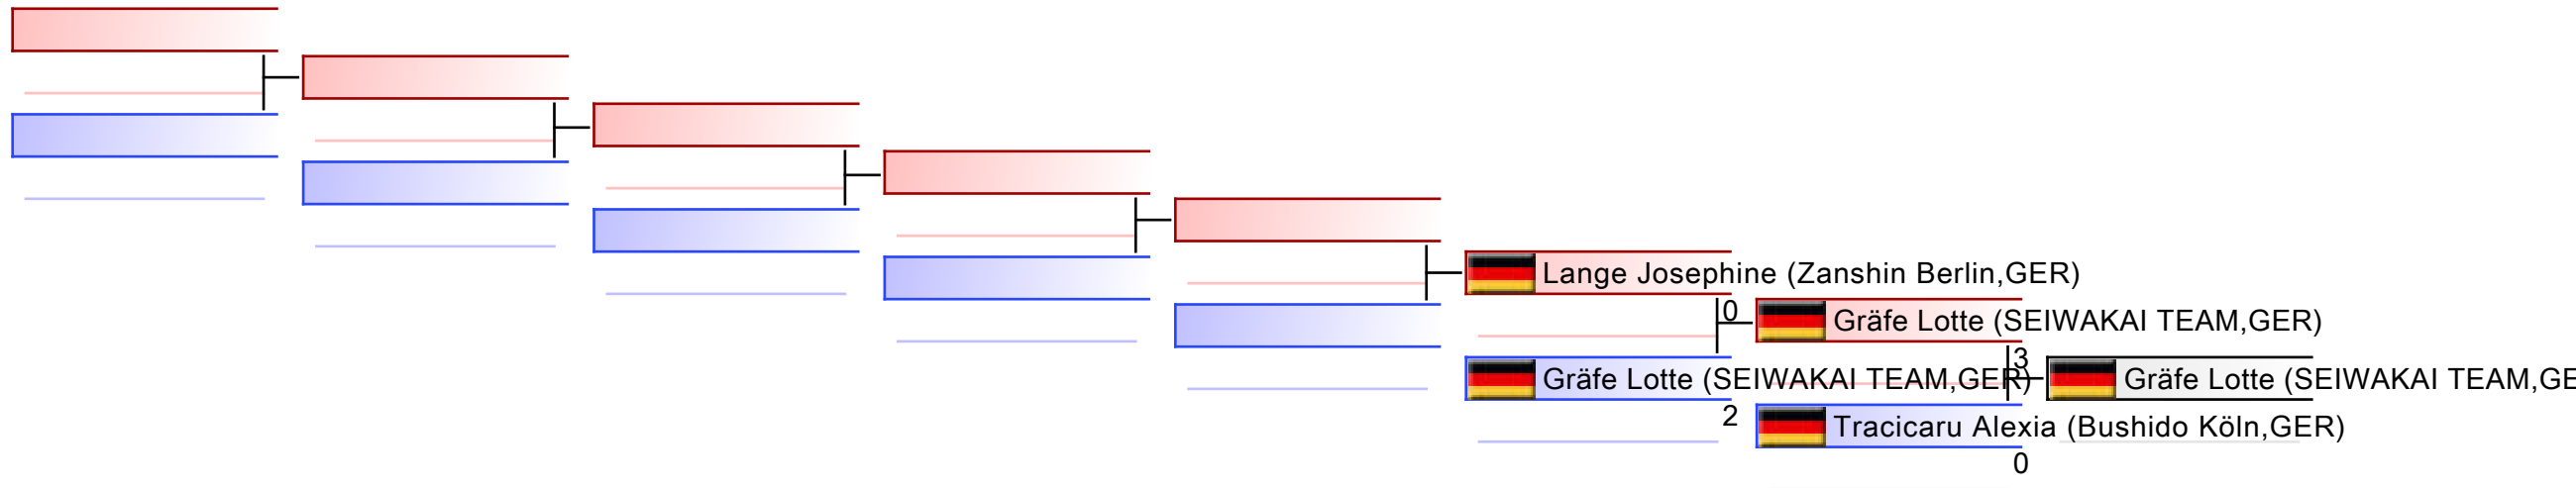 Lange Josephine (Zanshin Berlin,GER)
0
Gräfe Lotte (SEIWAKAI TEAM,GER)
3
Gräfe Lotte (SEIWAKAI TEAM,GER)
Gräfe Lotte (SEIWAKAI TEAM,GE
2
Tracicaru Alexia (Bushido Köln,GER)
0